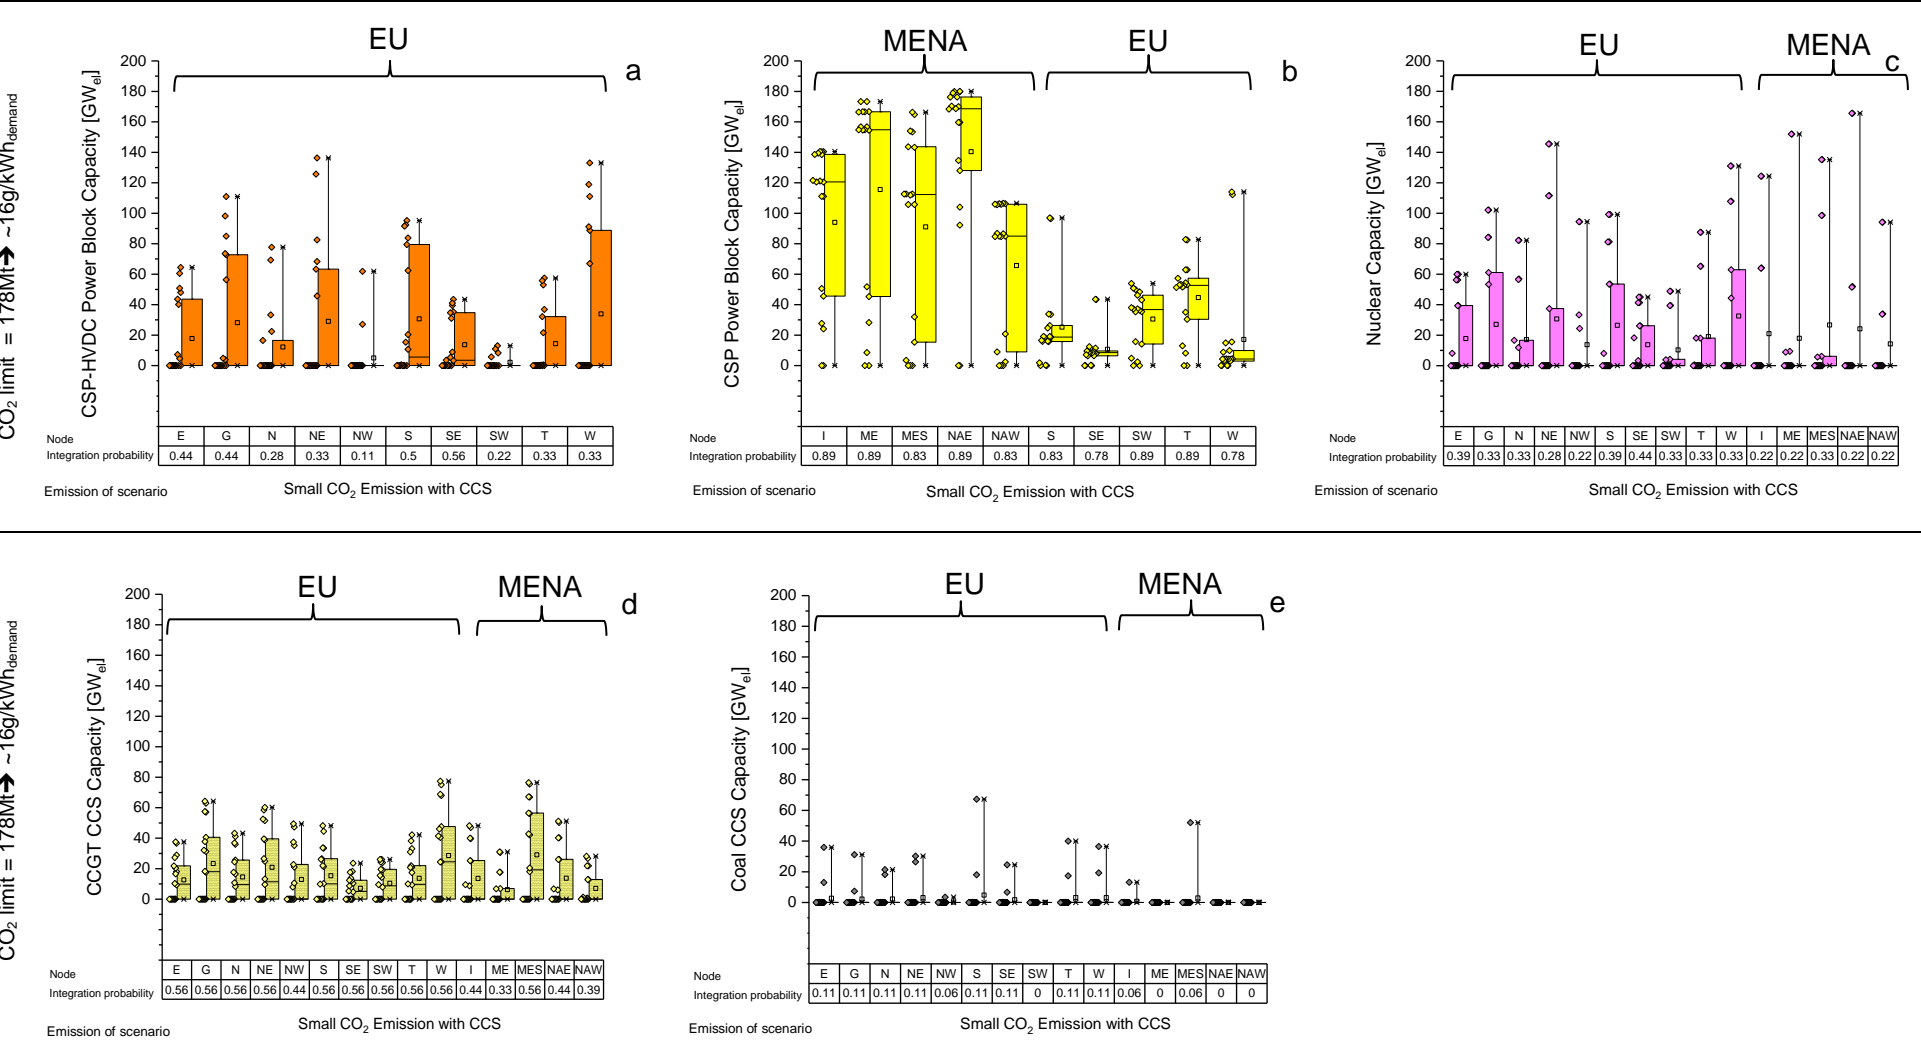 CO2 limit = 178Mt➔ ~16g/kWhdemand
EU
a
CSP-HVDC Power Block Capacity [GWel]
200
180
160
140
120
100
80
60
40
20
0
Node E G N NE NW S SE SW T W
Integration probability 0.44 0.44 0.28 0.33 0.11 0.5 0.56 0.22 0.33 0.33
Emission of scenario Small CO2 Emission with CCS
MENA EU
b
CSP Power Block Capacity [GWel]
200
180
160
140
120
100
80
60
40
20
0
Node I ME MES NAE NAW S SE SW T W
Integration probability 0.89 0.89 0.83 0.89 0.83 0.83 0.78 0.89 0.89 0.78
Emission of scenario Small CO2 Emission with CCS
EU MENA
c
Nuclear Capacity [GWel]
200
180
160
140
120
100
80
60
40
20
0
Node E G N NE NW S SE SW T W I ME MES NAE NAW
Integration probability 0.39 0.33 0.33 0.28 0.22 0.39 0.44 0.33 0.33 0.33 0.22 0.22 0.33 0.22 0.22
Emission of scenario Small CO2 Emission with CCS
CO2 limit = 178Mt➔ ~16g/kWhdemand
EU MENA
d
CCGT CCS Capacity [GWel]
200
180
160
140
120
100
80
60
40
20
0
Node E G N NE NW S SE SW T W I ME MES NAE NAW
Integration probability 0.56 0.56 0.56 0.56 0.44 0.56 0.56 0.56 0.56 0.56 0.44 0.33 0.56 0.44 0.39
Emission of scenario Small CO2 Emission with CCS
EU MENA
e
Coal CCS Capacity [GWel]
200
180
160
140
120
100
80
60
40
20
0
Node E G N NE NW S SE SW T W I ME MES NAE NAW
Integration probability 0.11 0.11 0.11 0.11 0.06 0.11 0.11 0 0.11 0.11 0.06 0 0.06 0 0
Emission of scenario Small CO2 Emission with CCS